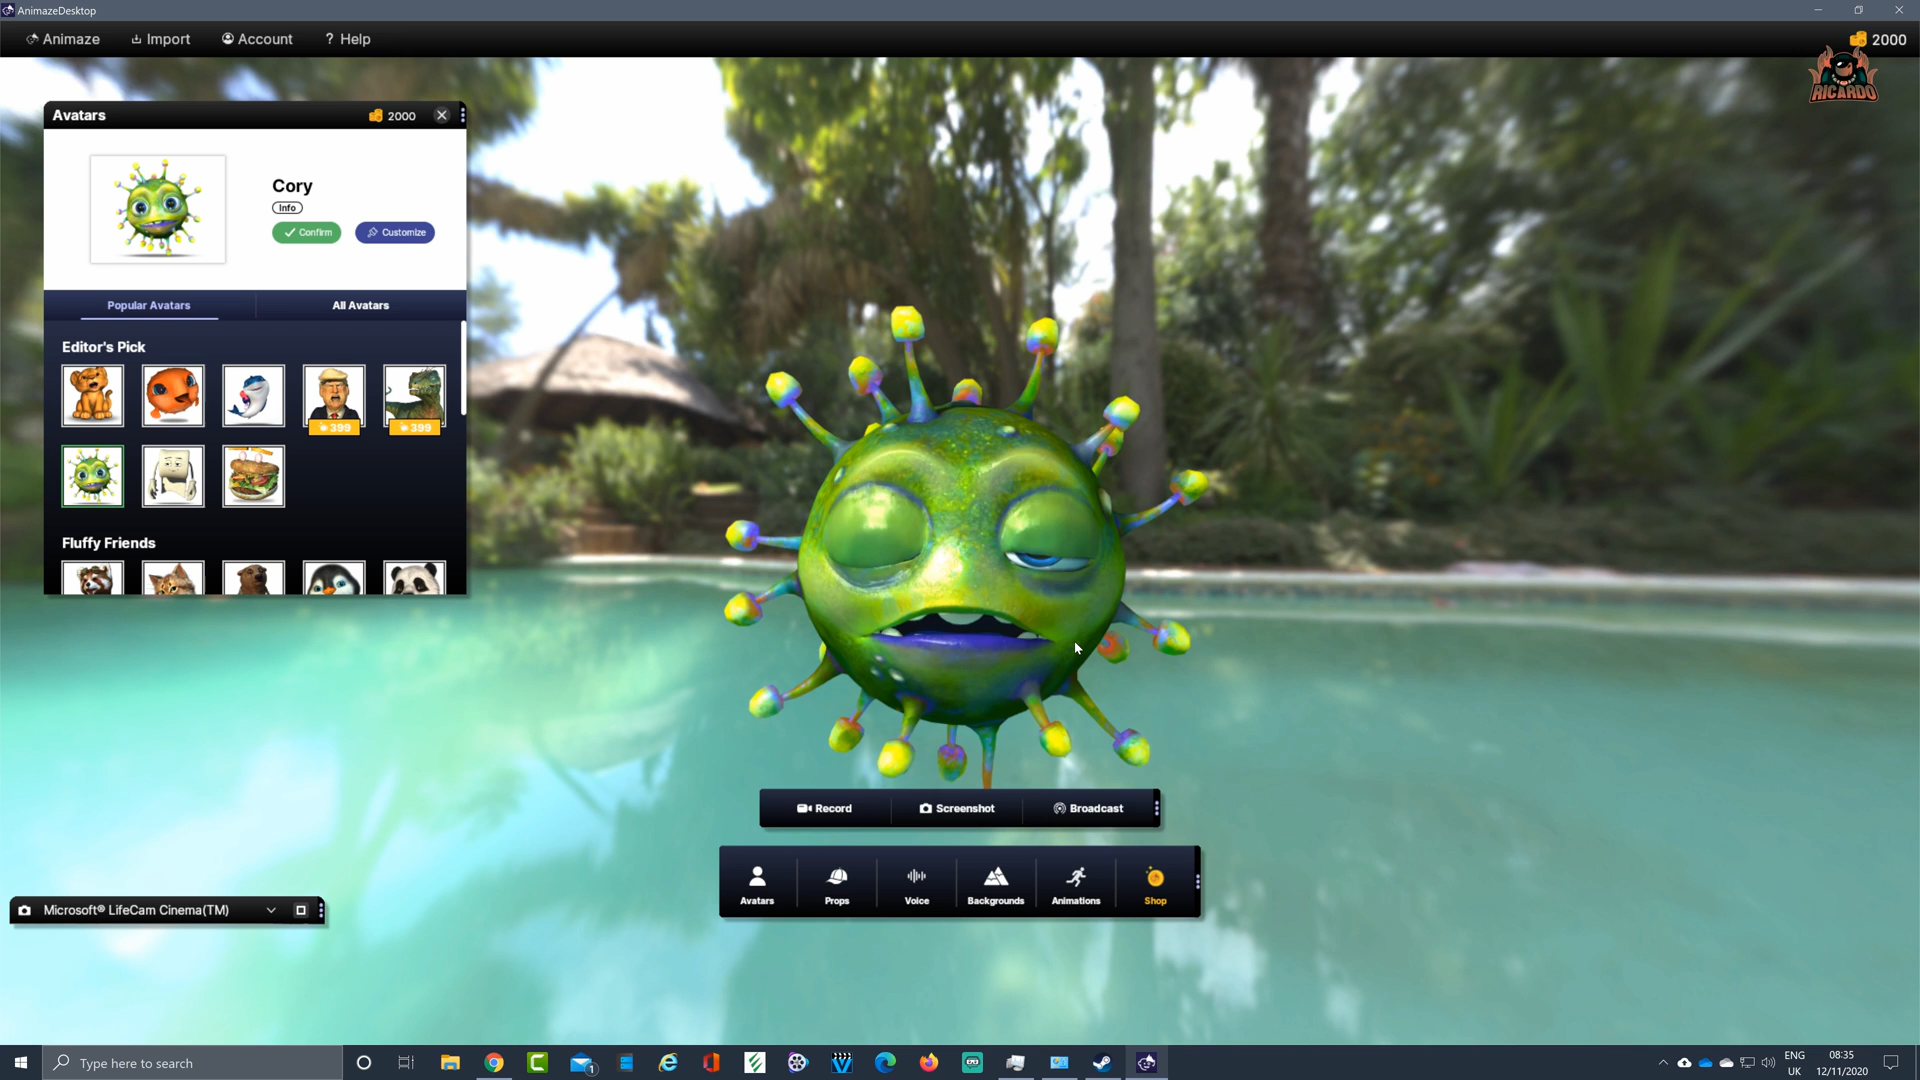 AnimazeDesktop
Animaze
Import
Account
? Help
2000
RICARDO
Avatars
2000
Cory
Info
Confirm
Customize
Popular Avatars
All Avatars
Editor's Pick
399
399
Fluffy Friends
Record
Screenshot
Broadcast
Avatars
Props
Voice
Backgrounds
Animations
Shop
Microsoft® LifeCam Cinema(TM)
Type here to search
1
ENG
UK
08:35
12/11/2020